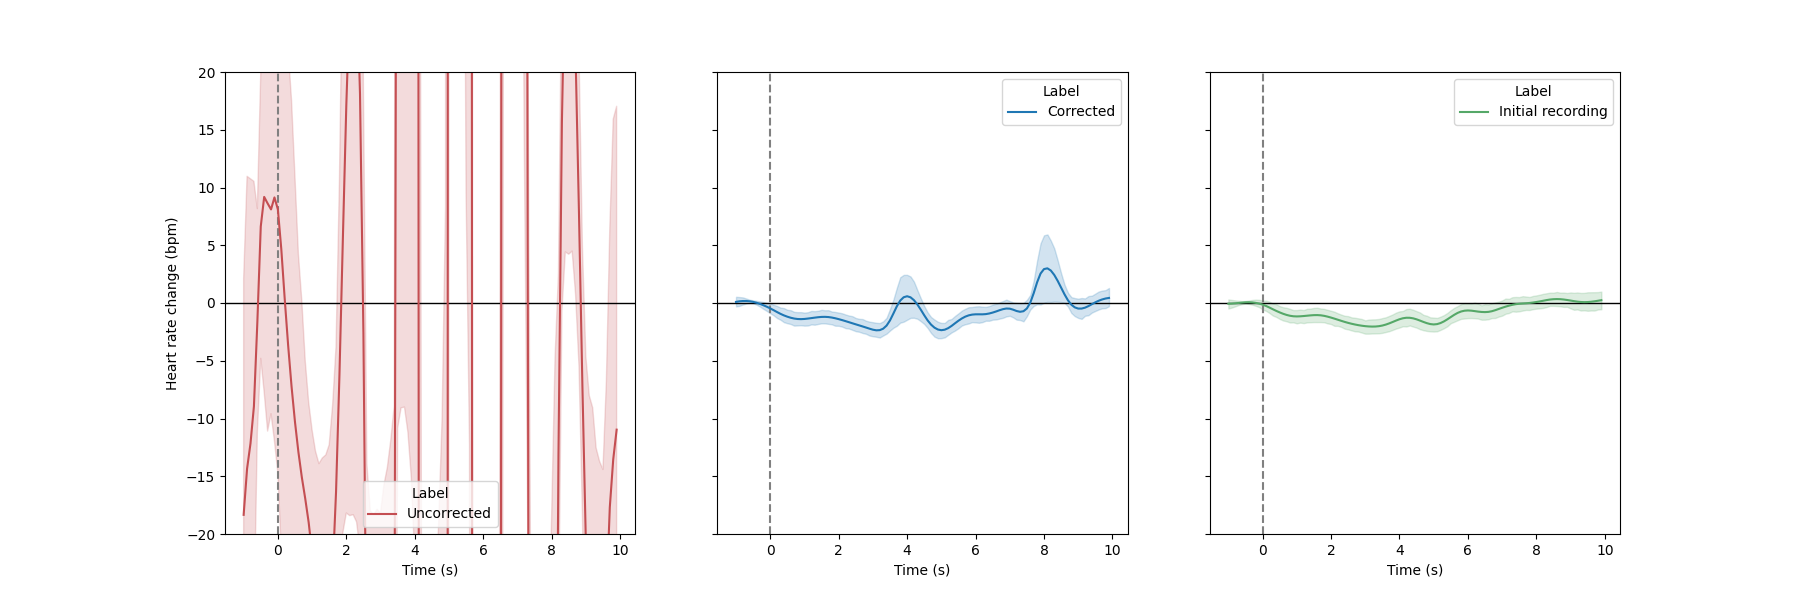 Heart rate change (bpm)
20
15
10
5
0
−5
−10
−15
−20
Label
Uncorrected
0 2 4 6 8 10
Time (s)
Label
Corrected
0 2 4 6 8 10
Time (s)
Label
Initial recording
0 2 4 6 8 10
Time (s)